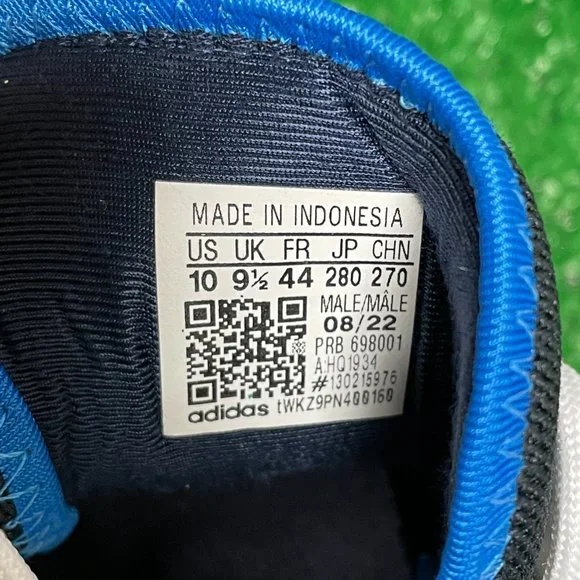 MADE IN INDONESIA
US UK FR JP CHN
10 9½ 44 280 270
MALE/MÂLE
08/22
PRB 698001
A:HQ1934
#130215976
adidas tWKZ9PN400160